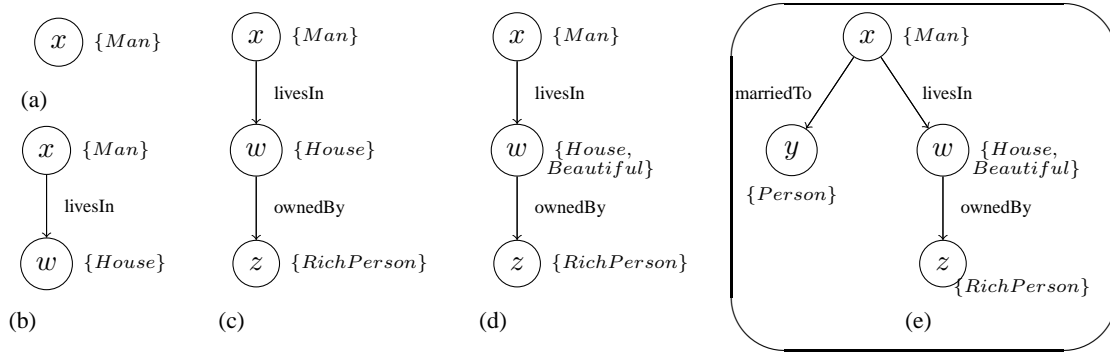 x {Man}
(a)
x {Man}
livesIn
w {House}
(b)
x {Man}
livesIn
w {House}
ownedBy
z {RichPerson}
(c)
x {Man}
livesIn
w {House,
Beautiful}
ownedBy
z {RichPerson}
(d)
x {Man}
marriedTo livesIn
y w {House,
Beautiful}
{Person}
ownedBy
z
{RichPerson}
(e)